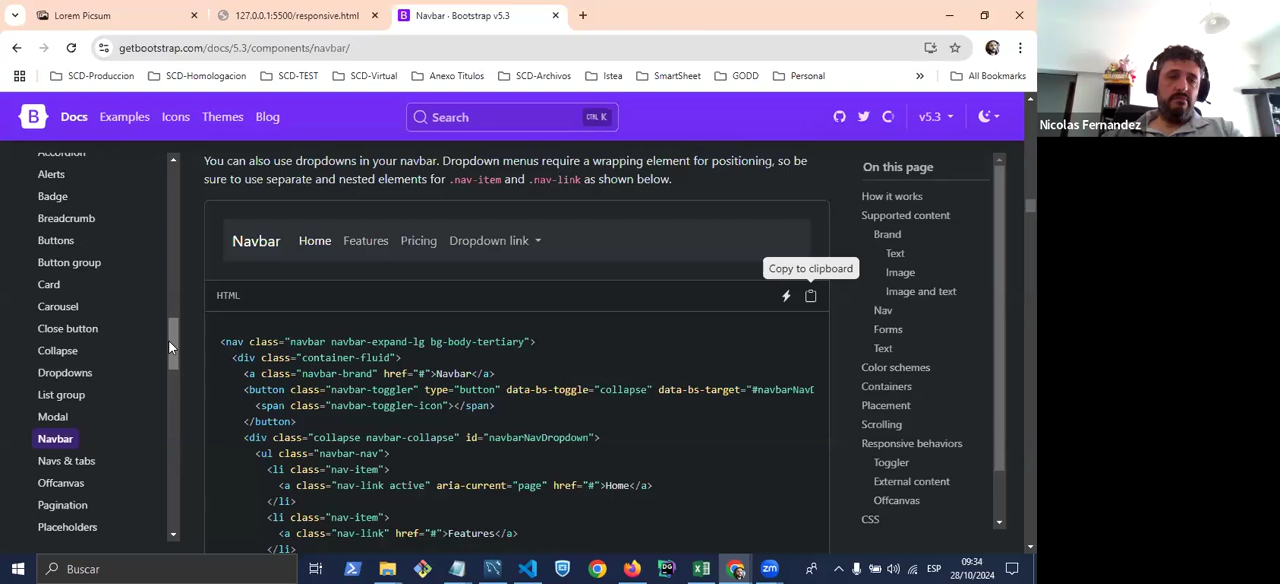 Lorem Picsum
127.0.0.1:5500/responsive.html
Navbar · Bootstrap v5.3
getbootstrap.com/docs/5.3/components/navbar/
SCD-Produccion
SCD-Homologacion
SCD-TEST
SCD-Virtual
Anexo Titulos
SCD-Archivos
Istea
SmartSheet
GODD
Personal
»
All Bookmarks
B
Docs
Examples
Icons
Themes
Blog
Search
CTRL K
v5.3
Nicolas Fernandez
Accordion
Alerts
Badge
Breadcrumb
Buttons
Button group
Card
Carousel
Close button
Collapse
Dropdowns
List group
Modal
Navbar
Navs & tabs
Offcanvas
Pagination
Placeholders
You can also use dropdowns in your navbar. Dropdown menus require a wrapping element for positioning, so be
sure to use separate and nested elements for .nav-item and .nav-link as shown below.
Navbar Home Features Pricing Dropdown link
Copy to clipboard
HTML
<nav class="navbar navbar-expand-lg bg-body-tertiary">
<div class="container-fluid">
<a class="navbar-brand" href="#">Navbar</a>
<button class="navbar-toggler" type="button" data-bs-toggle="collapse" data-bs-target="#navbarNavD
<span class="navbar-toggler-icon"></span>
</button>
<div class="collapse navbar-collapse" id="navbarNavDropdown">
<ul class="navbar-nav">
<li class="nav-item">
<a class="nav-link active" aria-current="page" href="#">Home</a>
</li>
<li class="nav-item">
<a class="nav-link" href="#">Features</a>
</li>
On this page
How it works
Supported content
Brand
Text
Image
Image and text
Nav
Forms
Text
Color schemes
Containers
Placement
Scrolling
Responsive behaviors
Toggler
External content
Offcanvas
CSS
Buscar
ESP
09:34
28/10/2024